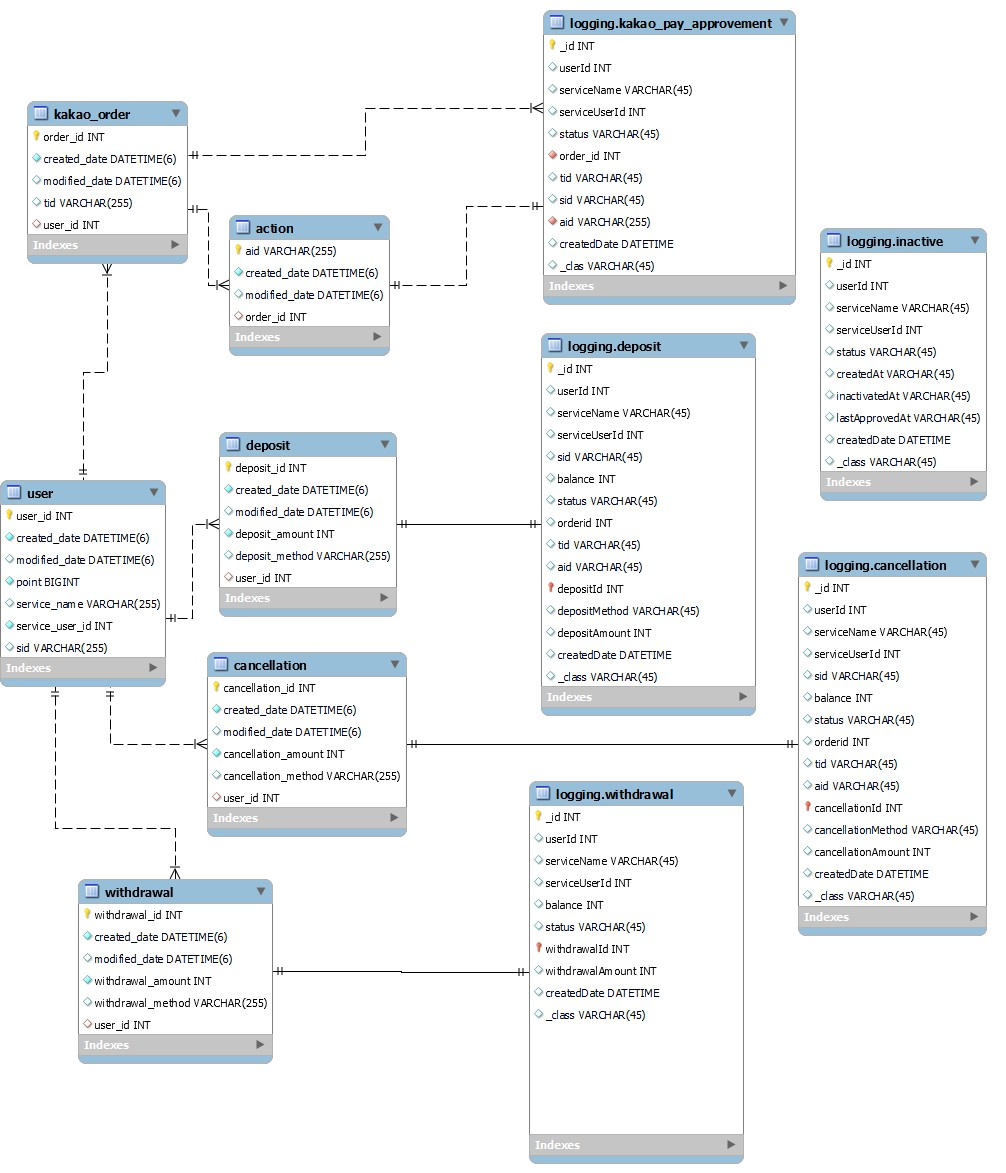 logging.kakao_pay_approvement
_id INT
userId INT
serviceName VARCHAR(45)
serviceUserId INT
status VARCHAR(45)
order_id INT
tid VARCHAR(45)
sid VARCHAR(45)
aid VARCHAR(255)
createdDate DATETIME
_clas VARCHAR(45)
Indexes
kakao_order
order_id INT
created_date DATETIME(6)
modified_date DATETIME(6)
tid VARCHAR(255)
user_id INT
Indexes
action
aid VARCHAR(255)
created_date DATETIME(6)
modified_date DATETIME(6)
order_id INT
Indexes
logging.inactive
_id INT
userId INT
serviceName VARCHAR(45)
serviceUserId INT
status VARCHAR(45)
createdAt VARCHAR(45)
inactivatedAt VARCHAR(45)
lastApprovedAt VARCHAR(45)
createdDate DATETIME
_class VARCHAR(45)
Indexes
logging.deposit
_id INT
userId INT
serviceName VARCHAR(45)
serviceUserId INT
sid VARCHAR(45)
balance INT
status VARCHAR(45)
orderid INT
tid VARCHAR(45)
aid VARCHAR(45)
depositId INT
depositMethod VARCHAR(45)
depositAmount INT
createdDate DATETIME
_class VARCHAR(45)
Indexes
deposit
deposit_id INT
created_date DATETIME(6)
modified_date DATETIME(6)
deposit_amount INT
deposit_method VARCHAR(255)
user_id INT
Indexes
user
user_id INT
created_date DATETIME(6)
modified_date DATETIME(6)
point BIGINT
service_name VARCHAR(255)
service_user_id INT
sid VARCHAR(255)
Indexes
logging.cancellation
_id INT
userId INT
serviceName VARCHAR(45)
serviceUserId INT
sid VARCHAR(45)
balance INT
status VARCHAR(45)
orderid INT
tid VARCHAR(45)
aid VARCHAR(45)
cancellationId INT
cancellationMethod VARCHAR(45)
cancellationAmount INT
createdDate DATETIME
_class VARCHAR(45)
Indexes
cancellation
cancellation_id INT
created_date DATETIME(6)
modified_date DATETIME(6)
cancellation_amount INT
cancellation_method VARCHAR(255)
user_id INT
Indexes
logging.withdrawal
_id INT
userId INT
serviceName VARCHAR(45)
serviceUserId INT
balance INT
status VARCHAR(45)
withdrawalId INT
withdrawalAmount INT
createdDate DATETIME
_class VARCHAR(45)
Indexes
withdrawal
withdrawal_id INT
created_date DATETIME(6)
modified_date DATETIME(6)
withdrawal_amount INT
withdrawal_method VARCHAR(255)
user_id INT
Indexes